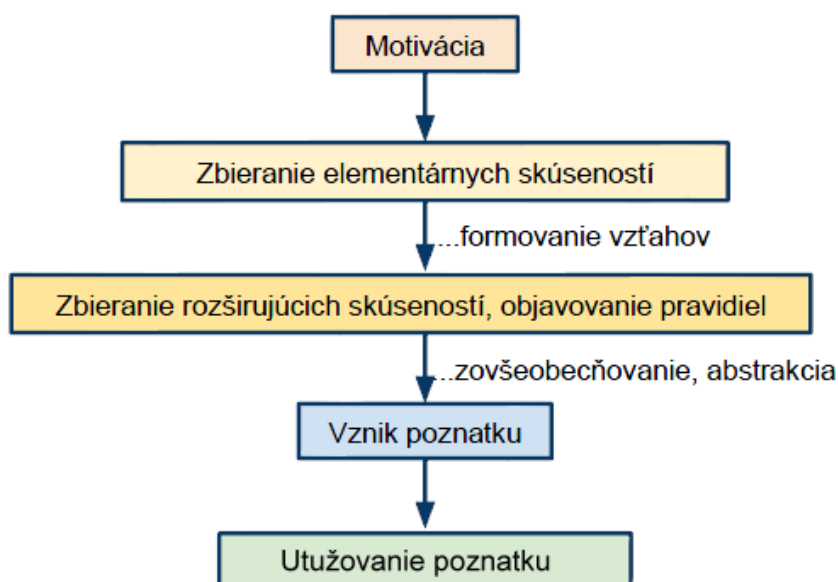 Motivácia
Zbieranie elementárnych skúseností
...formovanie vzťahov
Zbieranie rozširujúcich skúseností, objavovanie pravidiel
...zovšeobecňovanie, abstrakcia
Vznik poznatku
Utužovanie poznatku